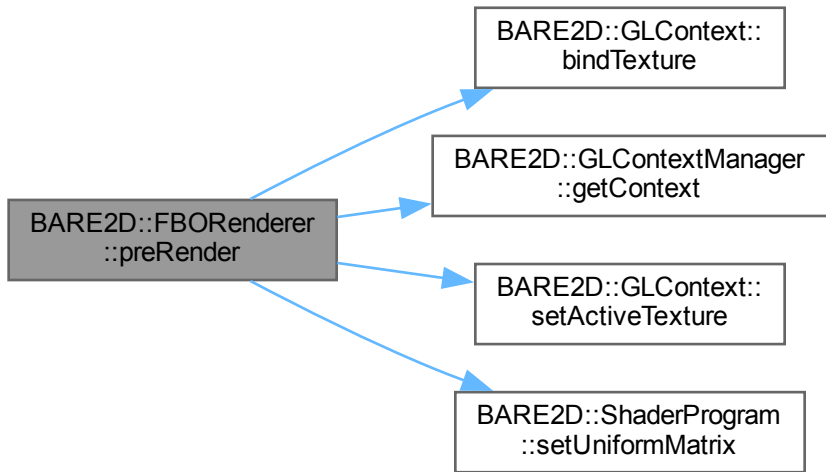 BARE2D::FBORenderer
::preRender
BARE2D::GLContext::
bindTexture
BARE2D::GLContextManager
::getContext
BARE2D::GLContext::
setActiveTexture
BARE2D::ShaderProgram
::setUniformMatrix